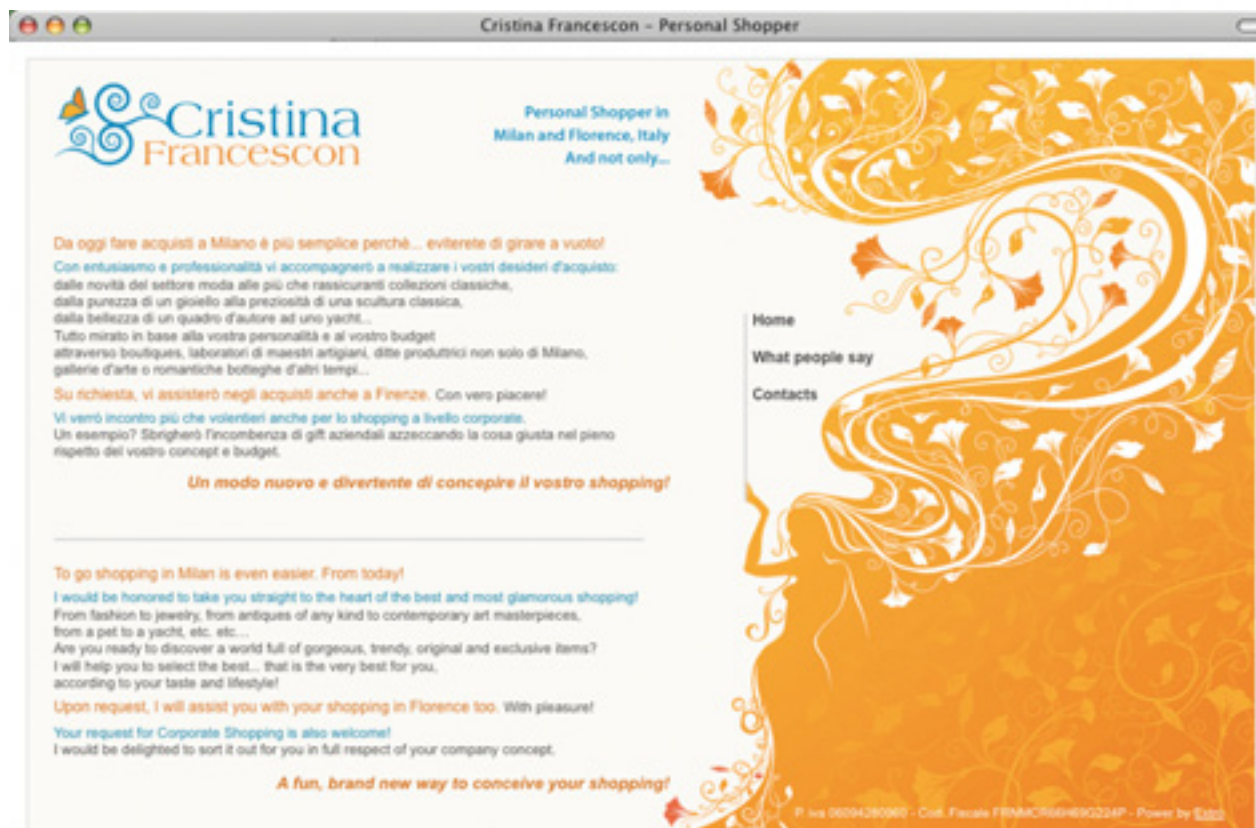 Cristina Francescon – Personal Shopper
Cristina
Francescon
Personal Shopper in
Milan and Florence, Italy
And not only...
Da oggi fare acquisti a Milano è più semplice perchè... eviterete di girare a vuoto!
Con entusiasmo e professionalità vi accompagnerò a realizzare i vostri desideri d'acquisto:
dalle novità del settore moda alle più che rassicuranti collezioni classiche,
dalla purezza di un gioiello alla preziosità di una scultura classica,
dalla bellezza di un quadro d'autore ad uno yacht...
Tutto mirato in base alla vostra personalità e al vostro budget
attraverso boutiques, laboratori di maestri artigiani, ditte produttrici non solo di Milano,
gallerie d'arte o romantiche botteghe d'altri tempi...
Su richiesta, vi assisterò negli acquisti anche a Firenze. Con vero piacere!
Vi verrò incontro più che volentieri anche per lo shopping a livello corporate.
Un esempio? Sbrigherò l'incombenza di gift aziendali azzeccando la cosa giusta nel pieno
rispetto del vostro concept e budget.
Un modo nuovo e divertente di concepire il vostro shopping!
To go shopping in Milan is even easier. From today!
I would be honored to take you straight to the heart of the best and most glamorous shopping!
From fashion to jewelry, from antiques of any kind to contemporary art masterpieces,
from a pet to a yacht, etc. etc...
Are you ready to discover a world full of gorgeous, trendy, original and exclusive items?
I will help you to select the best... that is the very best for you,
according to your taste and lifestyle!
Upon request, I will assist you with your shopping in Florence too. With pleasure!
Your request for Corporate Shopping is also welcome!
I would be delighted to sort it out for you in full respect of your company concept.
A fun, brand new way to conceive your shopping!
Home
What people say
Contacts
P. iva - Cod. Fiscale - Power by